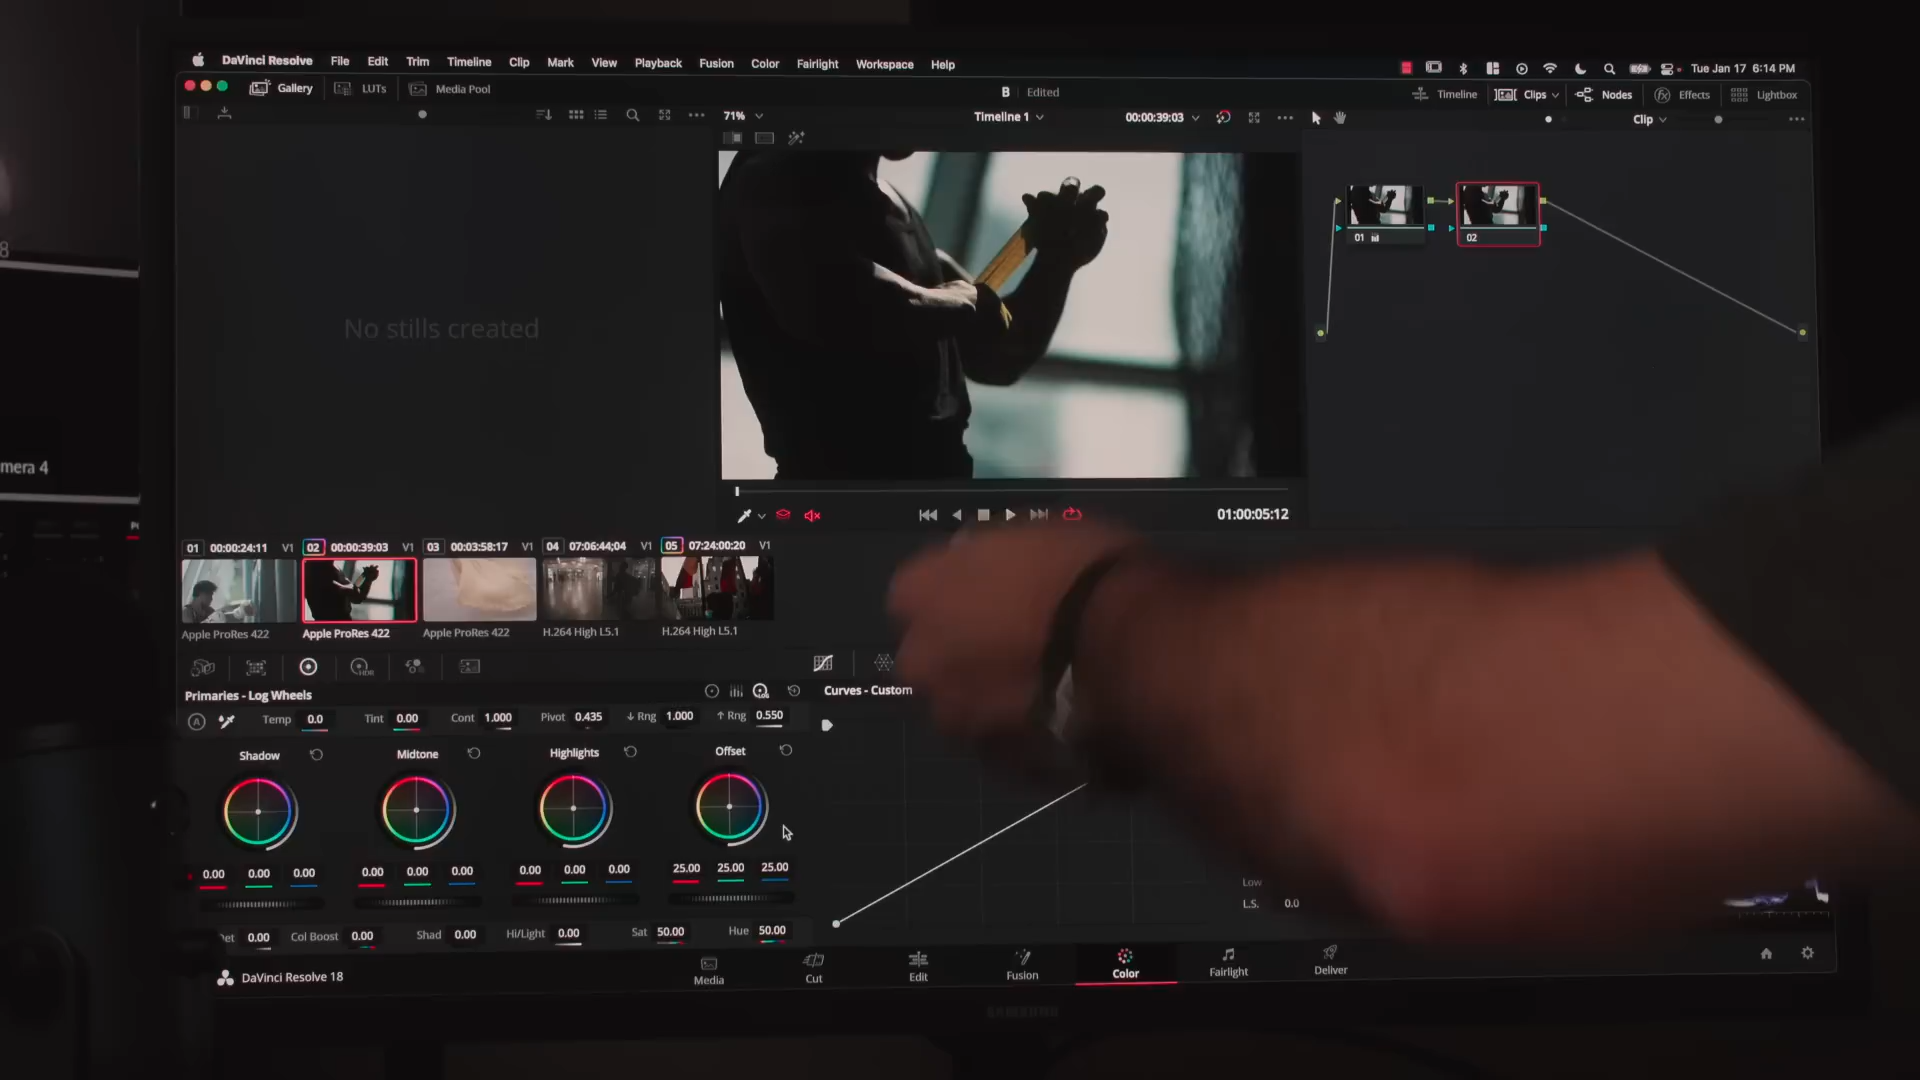 DaVinci Resolve File Edit Trim Timeline Clip Mark View Playback Fusion Color Fairlight Workspace Help Tue Jan 17 6:14 PM
Gallery LUTs Media Pool B Edited Timeline Clips Nodes Effects Lightbox
71% Timeline 1 00:00:39:03 Clip
8
01 02
No stills created
mera 4
01:00:05:12
01 00:00:24:11 V1 02 00:00:39:03 V1 03 00:03:58:17 V1 04 07:06:44;04 V1 05 07:24:00:20 V1
Apple ProRes 422 Apple ProRes 422 Apple ProRes 422 H.264 High L5.1 H.264 High L5.1
HDR
Primaries - Log Wheels LOG Curves - Custom
A Temp 0.0 Tint 0.00 Cont 1.000 Pivot 0.435 ↓ Rng 1.000 ↑ Rng 0.550
Shadow Midtone Highlights Offset
0.00 0.00 0.00 0.00 0.00 0.00 0.00 0.00 0.00 25.00 25.00 25.00
Low
L.S. 0.0
et 0.00 Col Boost 0.00 Shad 0.00 Hi/Light 0.00 Sat 50.00 Hue 50.00
DaVinci Resolve 18 Media Cut Edit Fusion Color Fairlight Deliver
SAMSUNG